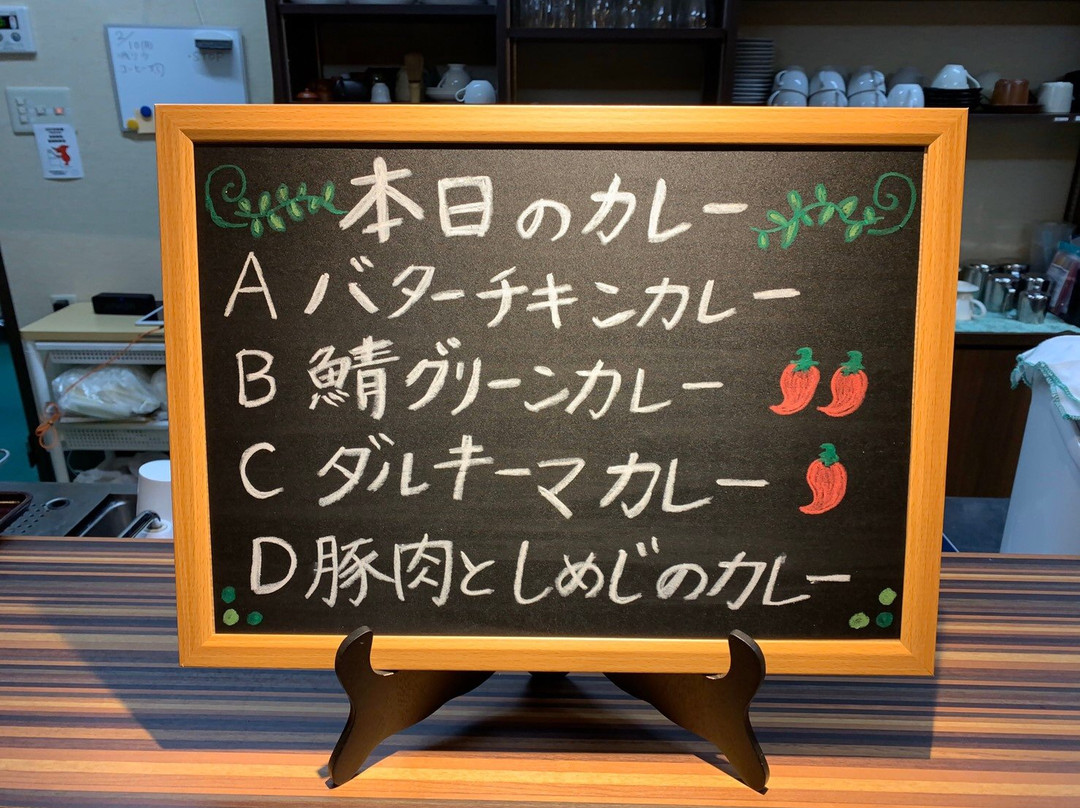 本日のカレー
A バターチキンカレー
B 鯖グリーンカレー
C ダルキーマカレー
D 豚肉としめじのカレー